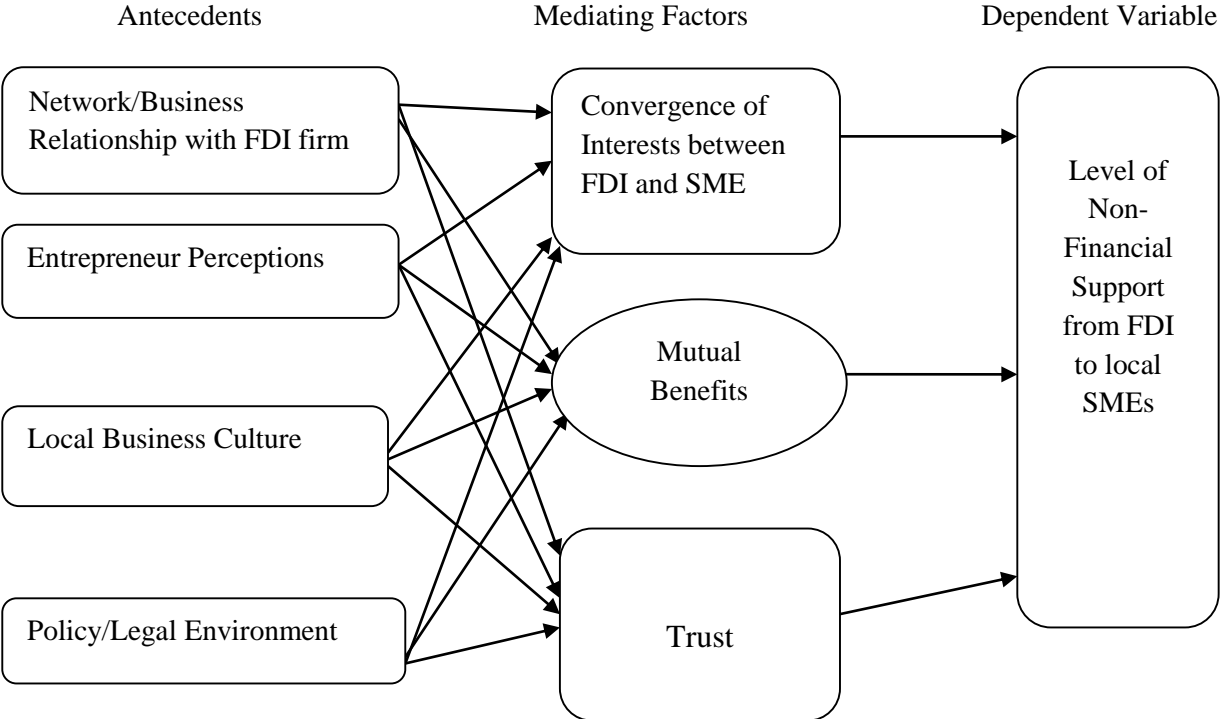 Antecedents
Mediating Factors
Dependent Variable
Network/Business
Relationship with FDI firm
Entrepreneur Perceptions
Local Business Culture
Policy/Legal Environment
Convergence of
Interests between
FDI and SME
Mutual
Benefits
Trust
Level of
Non-
Financial
Support
from FDI
to local
SMEs